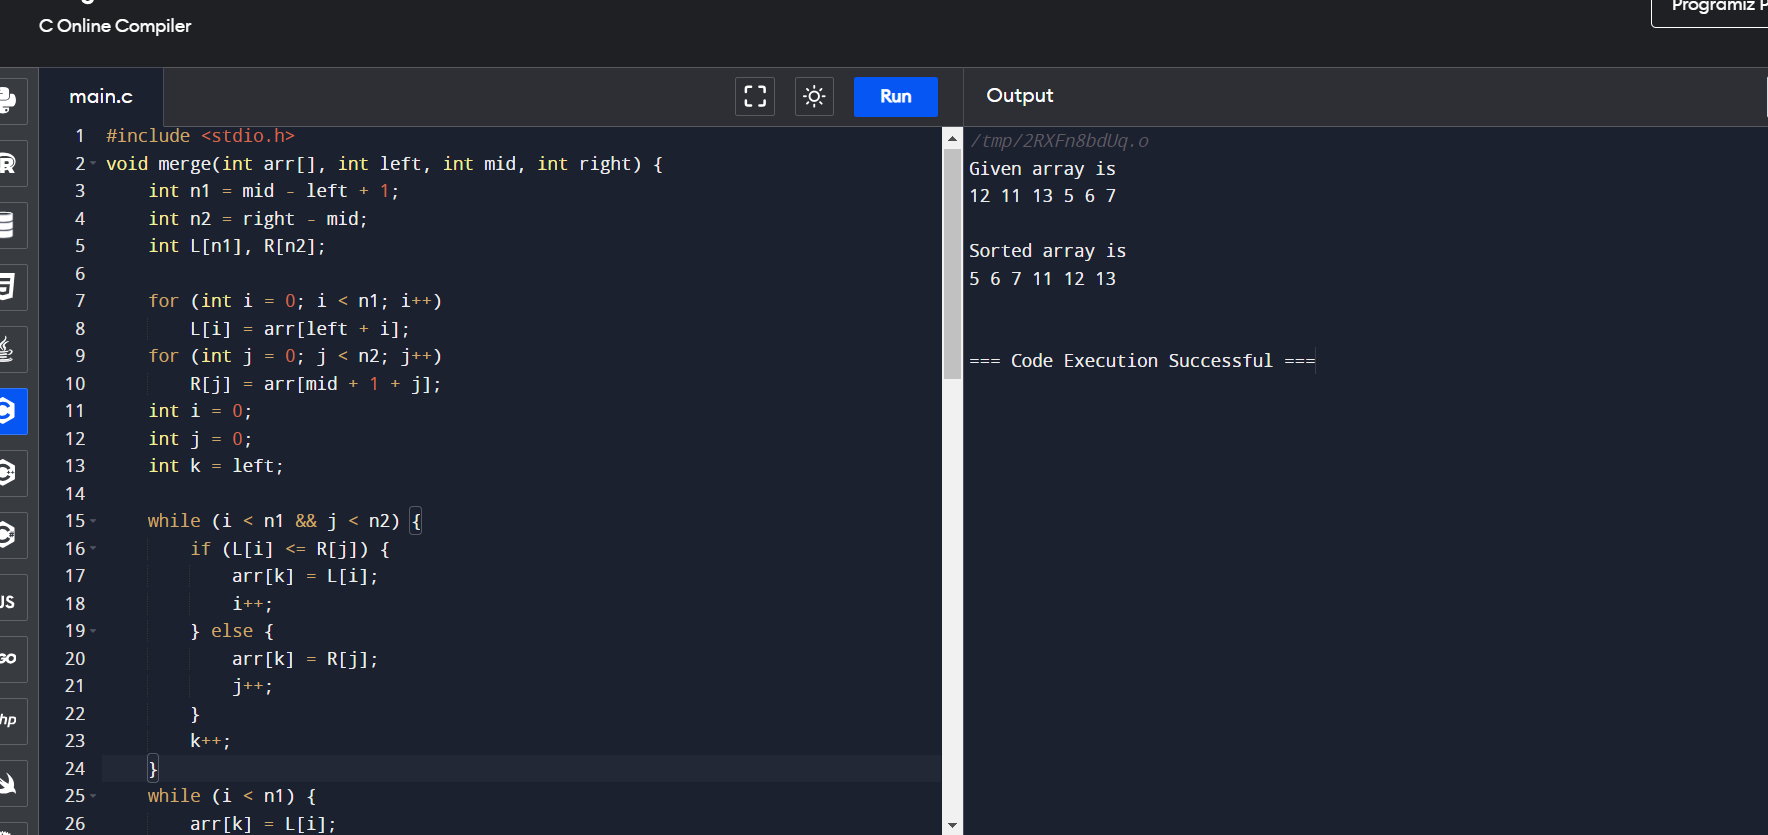 C Online Compiler
Programiz P
main.c
Run
Output
1 #include <stdio.h>
2 void merge(int arr[], int left, int mid, int right) {
3     int n1 = mid - left + 1;
4     int n2 = right - mid;
5     int L[n1], R[n2];
6
7     for (int i = 0; i < n1; i++)
8         L[i] = arr[left + i];
9     for (int j = 0; j < n2; j++)
10         R[j] = arr[mid + 1 + j];
11     int i = 0;
12     int j = 0;
13     int k = left;
14
15     while (i < n1 && j < n2) {
16         if (L[i] <= R[j]) {
17             arr[k] = L[i];
18             i++;
19         } else {
20             arr[k] = R[j];
21             j++;
22         }
23         k++;
24     }
25     while (i < n1) {
26         arr[k] = L[i];
/tmp/2RXFn8bdUq.o
Given array is
12 11 13 5 6 7
Sorted array is
5 6 7 11 12 13
=== Code Execution Successful ===
R
JS
GO
hp